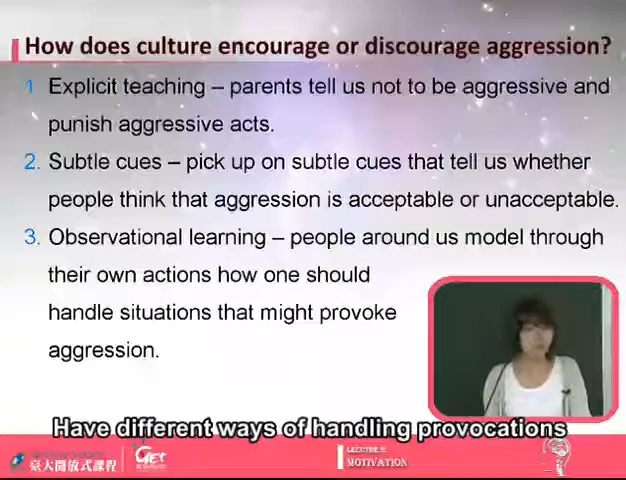 How does culture encourage or discourage aggression?
1 Explicit teaching – parents tell us not to be aggressive and
punish aggressive acts.
2. Subtle cues – pick up on subtle cues that tell us whether
people think that aggression is acceptable or unacceptable.
3. Observational learning – people around us model through
their own actions how one should
handle situations that might provoke
aggression.
Have different ways of handling provocations
臺大開放式課程
GET
MOTIVATION